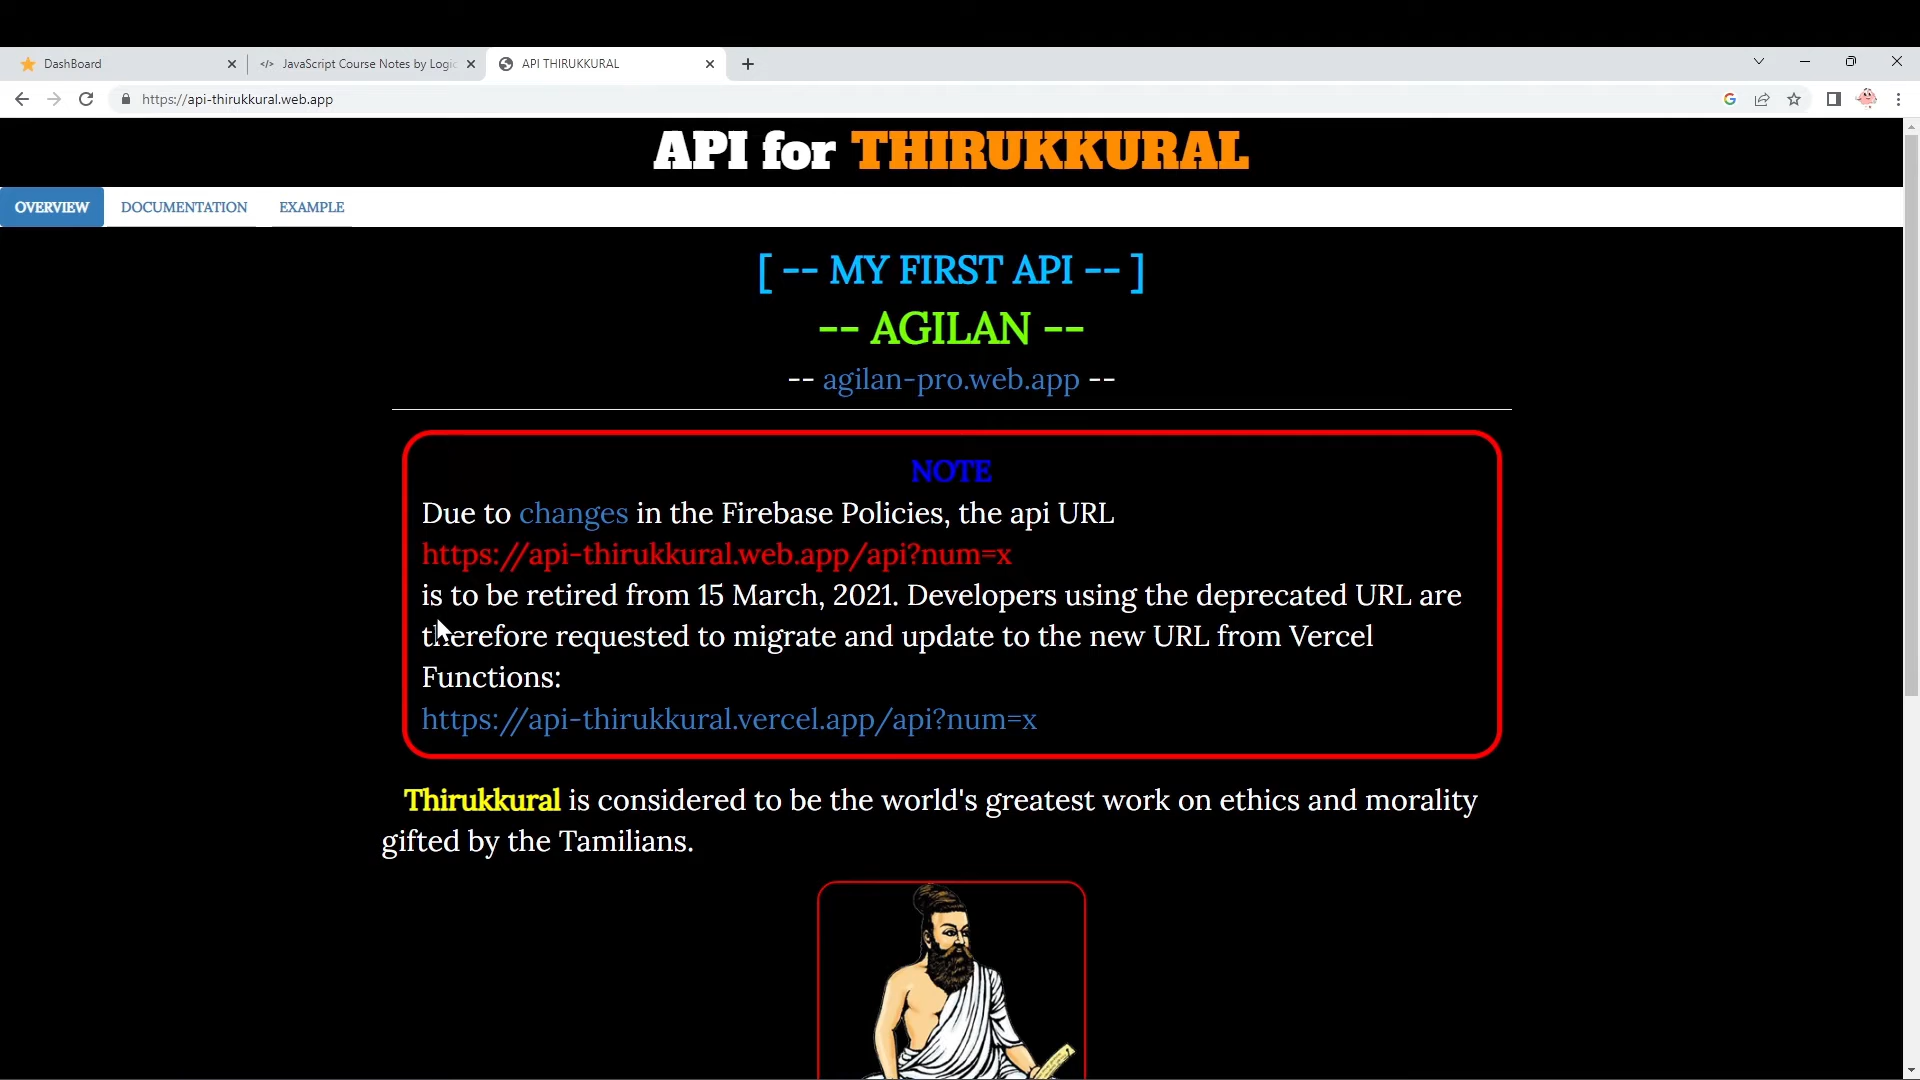 DashBoard
JavaScript Course Notes by Logic
API THIRUKKURAL
https://api-thirukkural.web.app
API for THIRUKKURAL
OVERVIEW DOCUMENTATION EXAMPLE
[ -- MY FIRST API -- ]
-- AGILAN --
-- agilan-pro.web.app --
NOTE
Due to changes in the Firebase Policies, the api URL
https://api-thirukkural.web.app/api?num=x
is to be retired from 15 March, 2021. Developers using the deprecated URL are
therefore requested to migrate and update to the new URL from Vercel
Functions:
https://api-thirukkural.vercel.app/api?num=x
Thirukkural is considered to be the world's greatest work on ethics and morality
gifted by the Tamilians.